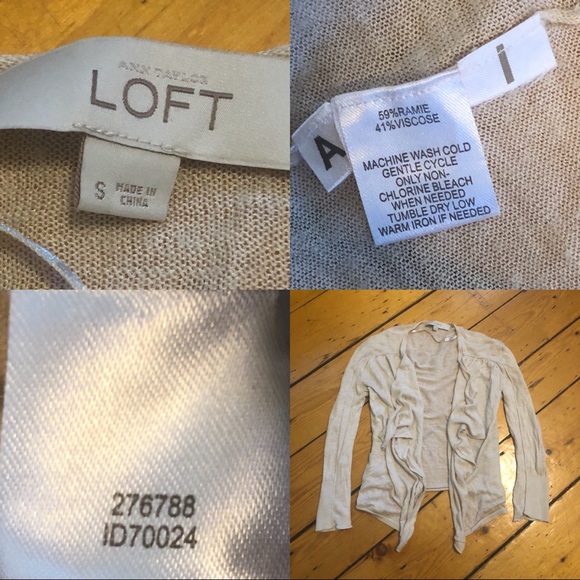 ANN TAYLOR
LOFT
S
MADE IN
CHINA
i
A
59%RAMIE
41%VISCOSE
MACHINE WASH COLD
GENTLE CYCLE
ONLY NON-
CHLORINE BLEACH
WHEN NEEDED
TUMBLE DRY LOW
WARM IRON IF NEEDED
276788
ID70024